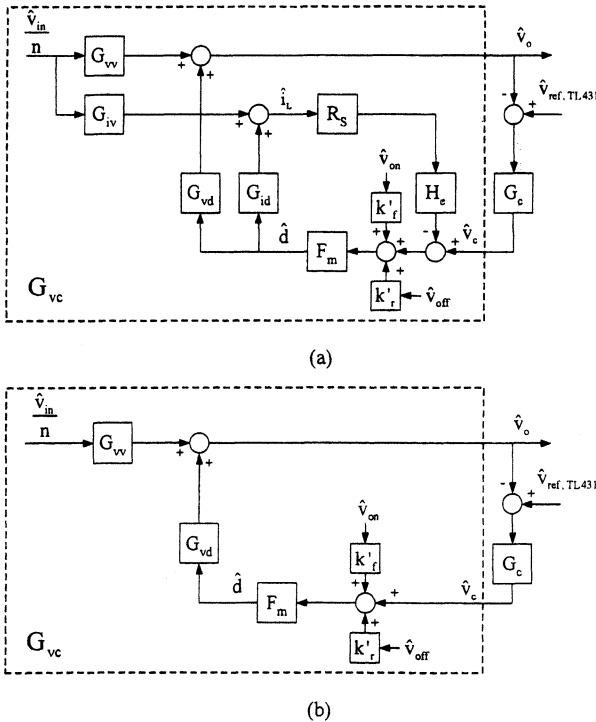 v̂in
n
Gvv
v̂o
Giv
îL
RS
v̂ref, TL431
v̂on
Gvd
Gid
k'f
He
Gc
d̂
Fm
v̂c
k'r
v̂off
Gvc
(a)
v̂in
n
Gvv
v̂o
v̂ref, TL431
v̂on
Gvd
k'f
Gc
d̂
Fm
v̂c
k'r
v̂off
Gvc
(b)